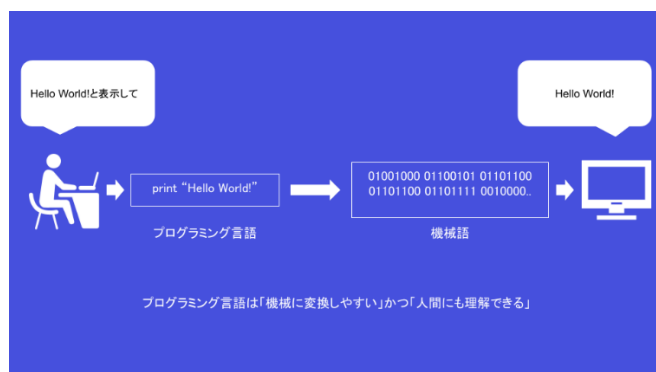 Hello World!と表示して
Hello World!
print “Hello World!”
01001000 01100101 01101100
01101100 01101111 0010000..
プログラミング言語
機械語
プログラミング言語は「機械に変換しやすい」かつ「人間にも理解できる」